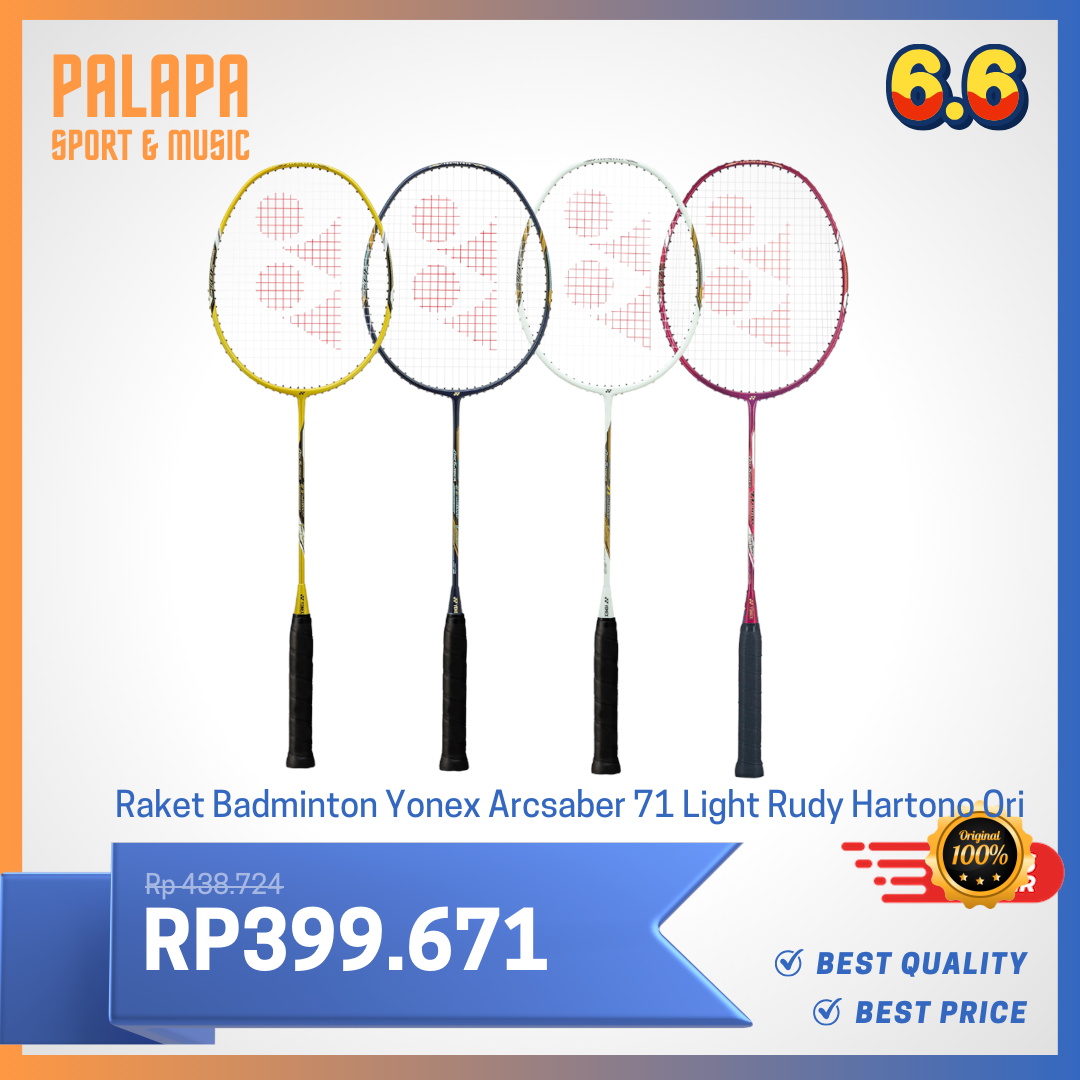 PALAPA
SPORT & MUSIC
6.6
Raket Badminton Yonex Arcsaber 71 Light Rudy Hartono Ori
Original
100%
Rp 438.724
RP399.671
BEST QUALITY
BEST PRICE